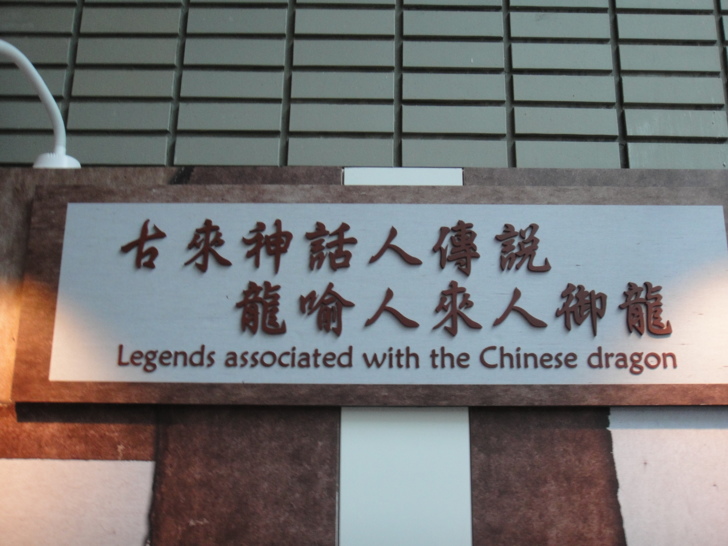 古來神話人傳説
龍喻人來人御龍
Legends associated with the Chinese dragon